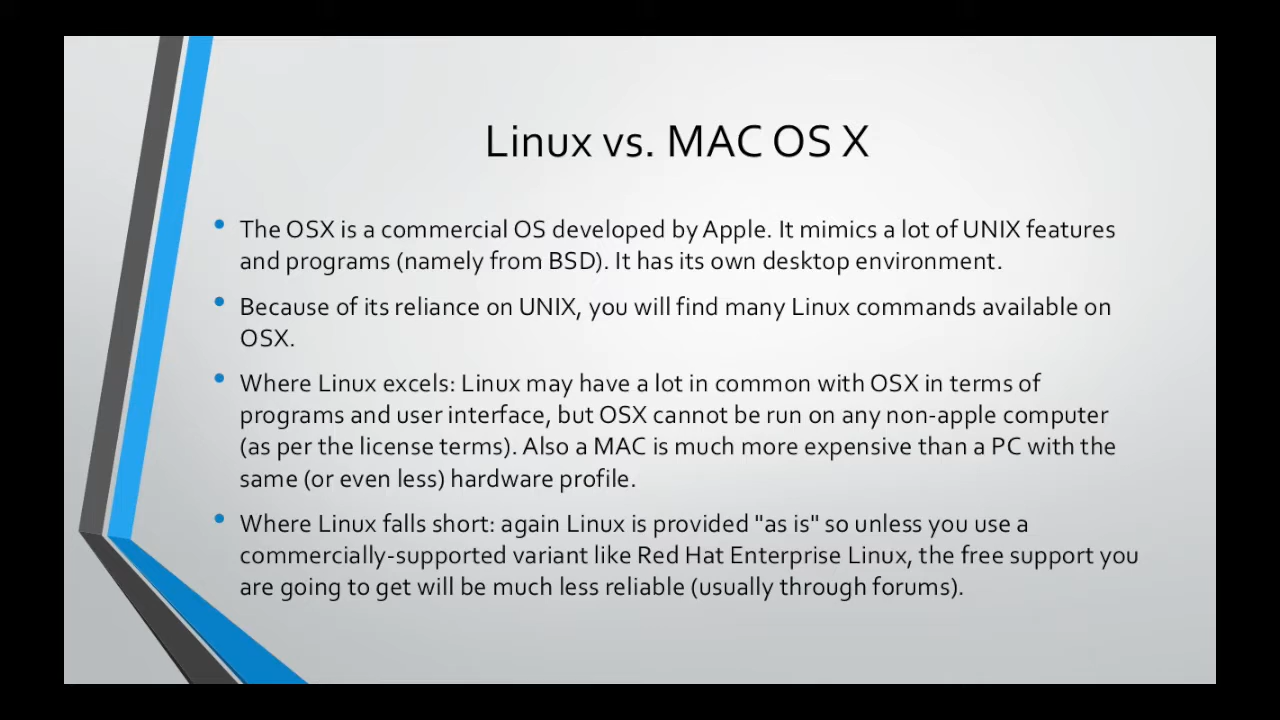 Linux vs. MAC OS X
• The OSX is a commercial OS developed by Apple. It mimics a lot of UNIX features
and programs (namely from BSD). It has its own desktop environment.
• Because of its reliance on UNIX, you will find many Linux commands available on
OSX.
• Where Linux excels: Linux may have a lot in common with OSX in terms of
programs and user interface, but OSX cannot be run on any non-apple computer
(as per the license terms). Also a MAC is much more expensive than a PC with the
same (or even less) hardware profile.
• Where Linux falls short: again Linux is provided "as is" so unless you use a
commercially-supported variant like Red Hat Enterprise Linux, the free support you
are going to get will be much less reliable (usually through forums).